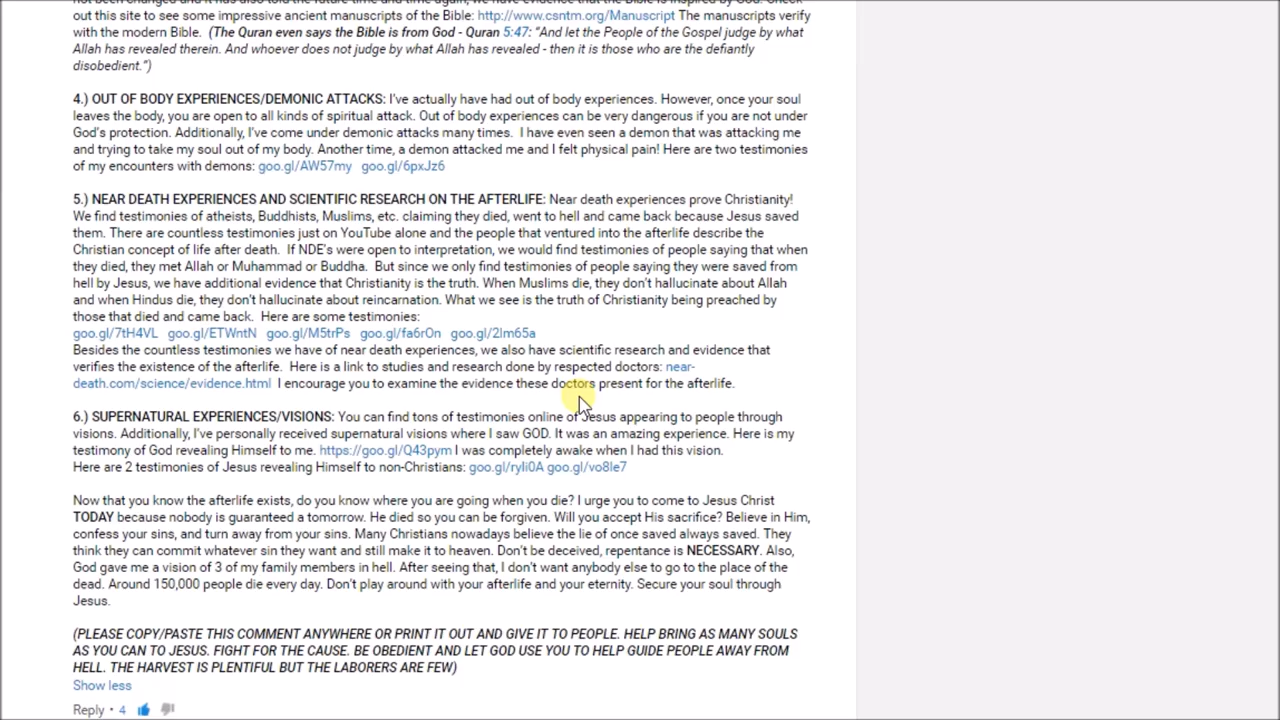 not been changed and it has also told the future time and time again, we have evidence that the Bible is inspired by God. Check
out this site to see some impressive ancient manuscripts of the Bible: http://www.csntm.org/Manuscript The manuscripts verify
with the modern Bible. (The Quran even says the Bible is from God - Quran 5:47: “And let the People of the Gospel judge by what
Allah has revealed therein. And whoever does not judge by what Allah has revealed - then it is those who are the defiantly
disobedient.”)
4.) OUT OF BODY EXPERIENCES/DEMONIC ATTACKS: I’ve actually have had out of body experiences. However, once your soul
leaves the body, you are open to all kinds of spiritual attack. Out of body experiences can be very dangerous if you are not under
God’s protection. Additionally, I’ve come under demonic attacks many times. I have even seen a demon that was attacking me
and trying to take my soul out of my body. Another time, a demon attacked me and I felt physical pain! Here are two testimonies
of my encounters with demons: goo.gl/AW57my goo.gl/6pxJz6
5.) NEAR DEATH EXPERIENCES AND SCIENTIFIC RESEARCH ON THE AFTERLIFE: Near death experiences prove Christianity!
We find testimonies of atheists, Buddhists, Muslims, etc. claiming they died, went to hell and came back because Jesus saved
them. There are countless testimonies just on YouTube alone and the people that ventured into the afterlife describe the
Christian concept of life after death. If NDE’s were open to interpretation, we would find testimonies of people saying that when
they died, they met Allah or Muhammad or Buddha. But since we only find testimonies of people saying they were saved from
hell by Jesus, we have additional evidence that Christianity is the truth. When Muslims die, they don’t hallucinate about Allah
and when Hindus die, they don’t hallucinate about reincarnation. What we see is the truth of Christianity being preached by
those that died and came back. Here are some testimonies:
goo.gl/7tH4VL goo.gl/ETWntN goo.gl/M5trPs goo.gl/fa6rOn goo.gl/2lm65a
Besides the countless testimonies we have of near death experiences, we also have scientific research and evidence that
verifies the existence of the afterlife. Here is a link to studies and research done by respected doctors: near-
death.com/science/evidence.html I encourage you to examine the evidence these doctors present for the afterlife.
6.) SUPERNATURAL EXPERIENCES/VISIONS: You can find tons of testimonies online of Jesus appearing to people through
visions. Additionally, I’ve personally received supernatural visions where I saw GOD. It was an amazing experience. Here is my
testimony of God revealing Himself to me. https://goo.gl/Q43pym I was completely awake when I had this vision.
Here are 2 testimonies of Jesus revealing Himself to non-Christians: goo.gl/ryli0A goo.gl/vo8le7
Now that you know the afterlife exists, do you know where you are going when you die? I urge you to come to Jesus Christ
TODAY because nobody is guaranteed a tomorrow. He died so you can be forgiven. Will you accept His sacrifice? Believe in Him,
confess your sins, and turn away from your sins. Many Christians nowadays believe the lie of once saved always saved. They
think they can commit whatever sin they want and still make it to heaven. Don’t be deceived, repentance is NECESSARY. Also,
God gave me a vision of 3 of my family members in hell. After seeing that, I don’t want anybody else to go to the place of the
dead. Around 150,000 people die every day. Don’t play around with your afterlife and your eternity. Secure your soul through
Jesus.
(PLEASE COPY/PASTE THIS COMMENT ANYWHERE OR PRINT IT OUT AND GIVE IT TO PEOPLE. HELP BRING AS MANY SOULS
AS YOU CAN TO JESUS. FIGHT FOR THE CAUSE. BE OBEDIENT AND LET GOD USE YOU TO HELP GUIDE PEOPLE AWAY FROM
HELL. THE HARVEST IS PLENTIFUL BUT THE LABORERS ARE FEW)
Show less
Reply • 4